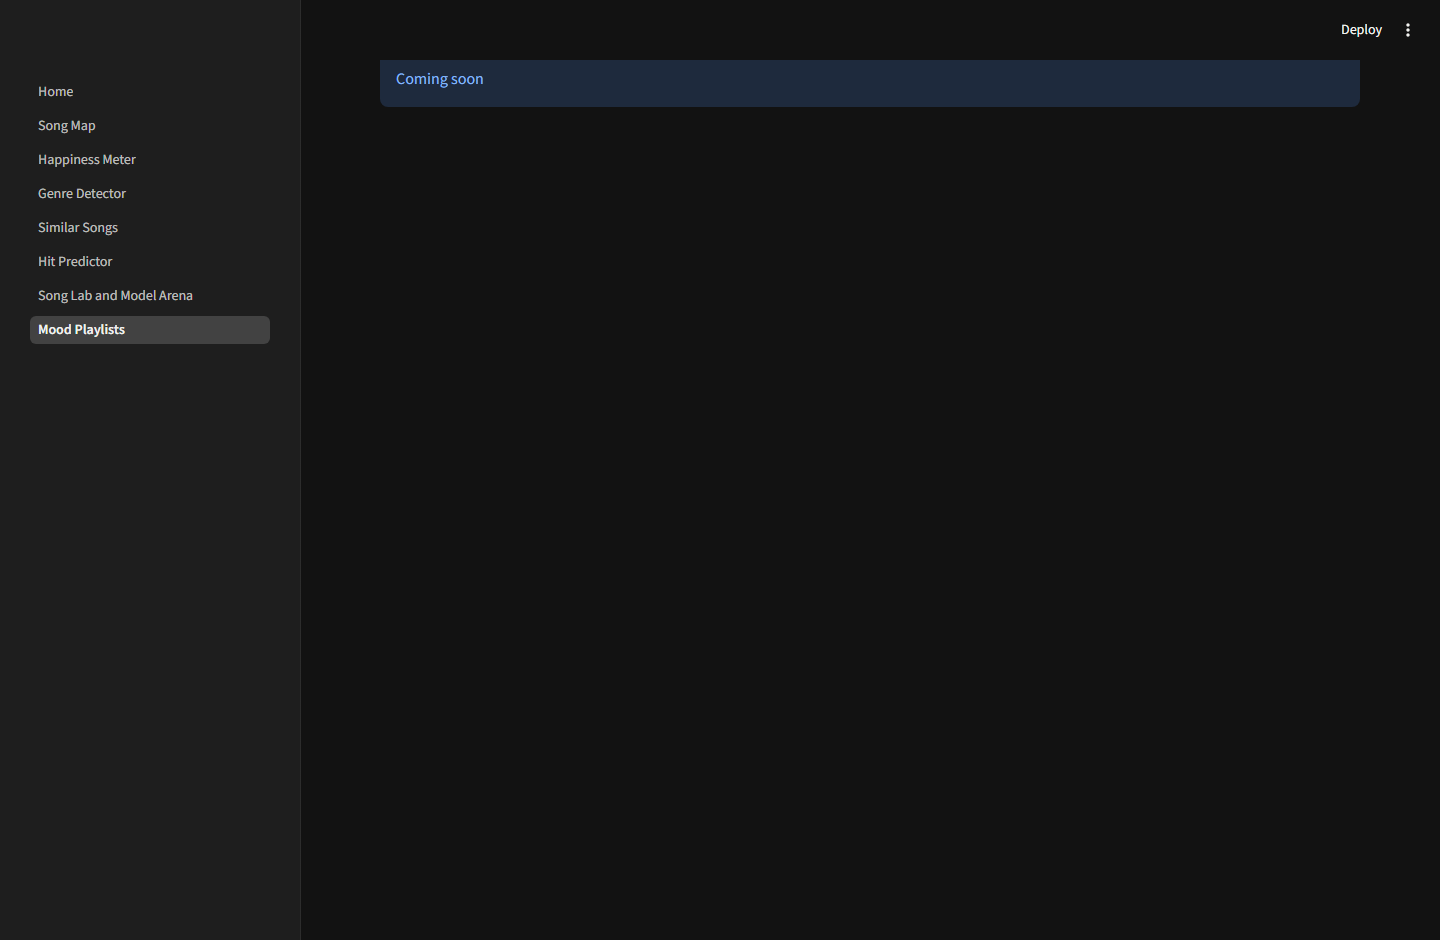 Deploy
Home
Song Map
Happiness Meter
Genre Detector
Similar Songs
Hit Predictor
Song Lab and Model Arena
Mood Playlists
Coming soon